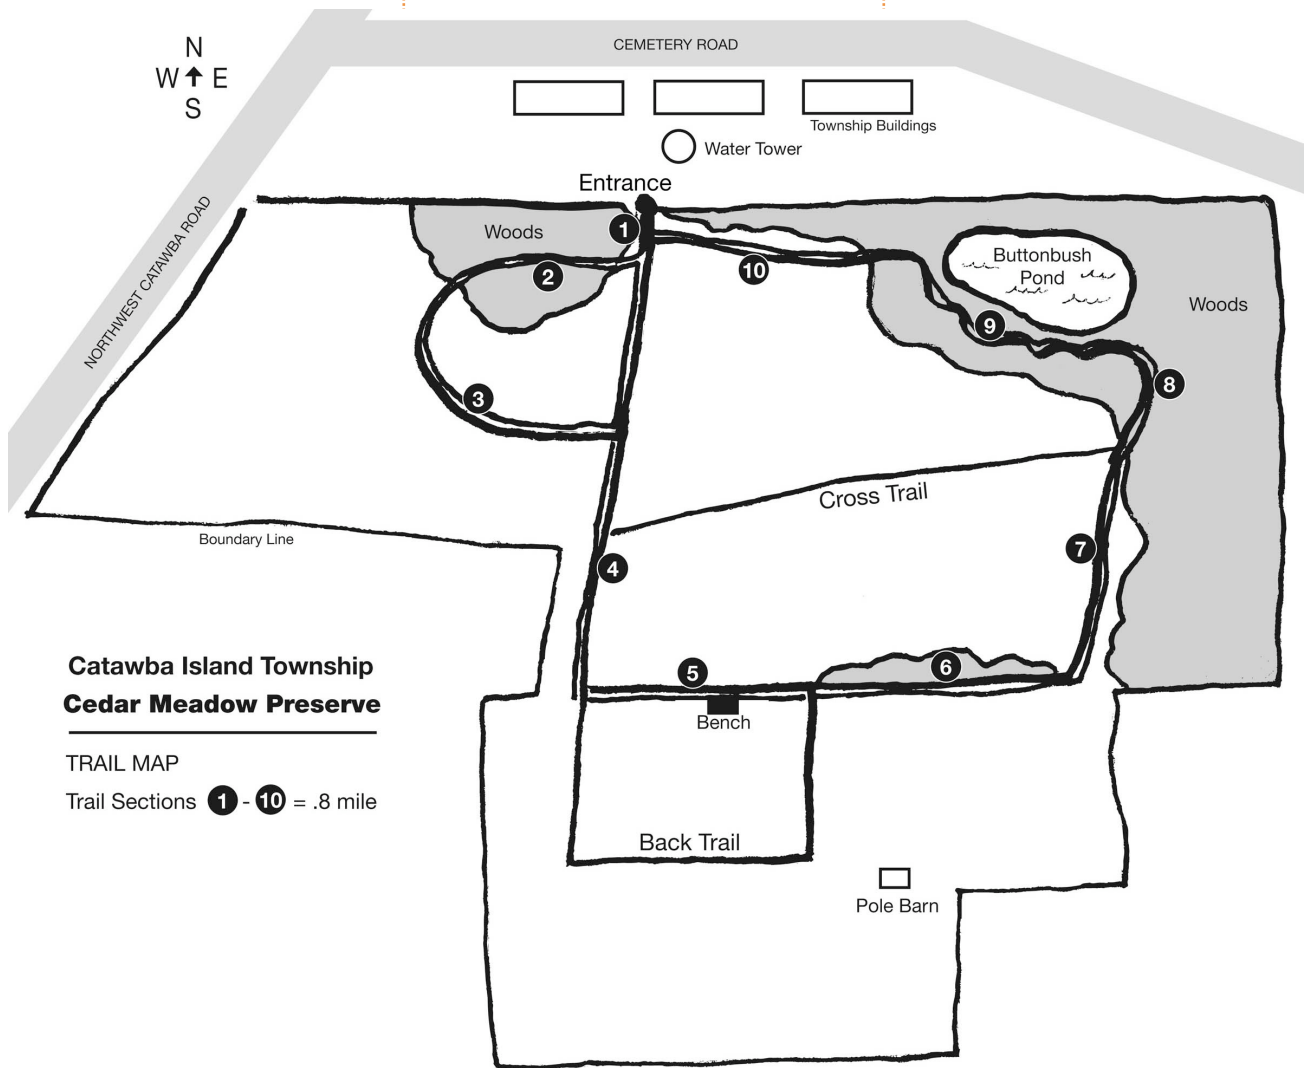 CEMETERY ROAD
N
W E
S
Township Buildings
Water Tower
Entrance
NORTHWEST CATAWBA ROAD
1
Woods
2
10
Buttonbush
Pond
Woods
9
8
3
Cross Trail
Boundary Line
4
7
5
6
Bench
Back Trail
Pole Barn
Catawba Island Township
Cedar Meadow Preserve
TRAIL MAP
Trail Sections 1 - 10 = .8 mile